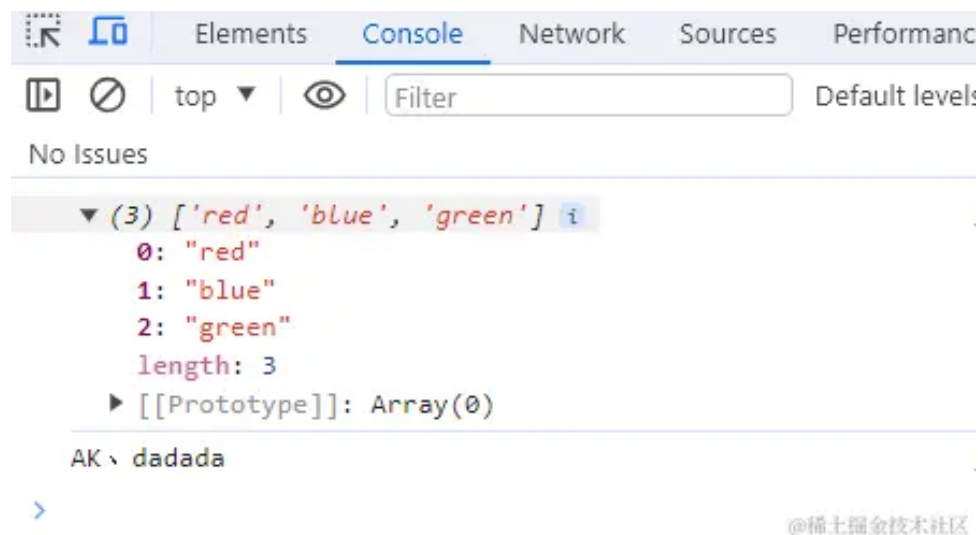 Elements Console Network Sources Performanc
top ▼ Filter Default levels
No Issues
▼ (3) ['red', 'blue', 'green'] i
0: "red"
1: "blue"
2: "green"
length: 3
▶ [[Prototype]]: Array(0)
AK、dadada
>
@稀土掘金技术社区